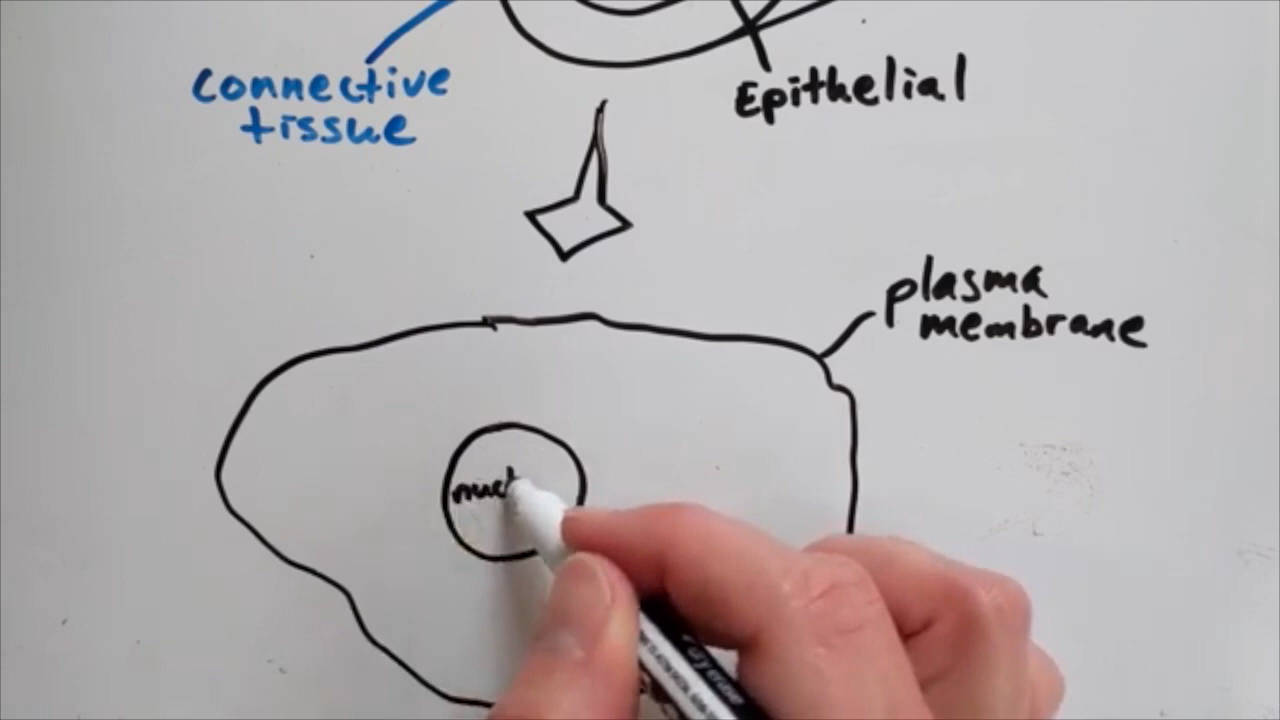 connective
tissue
Epithelial
plasma
membrane